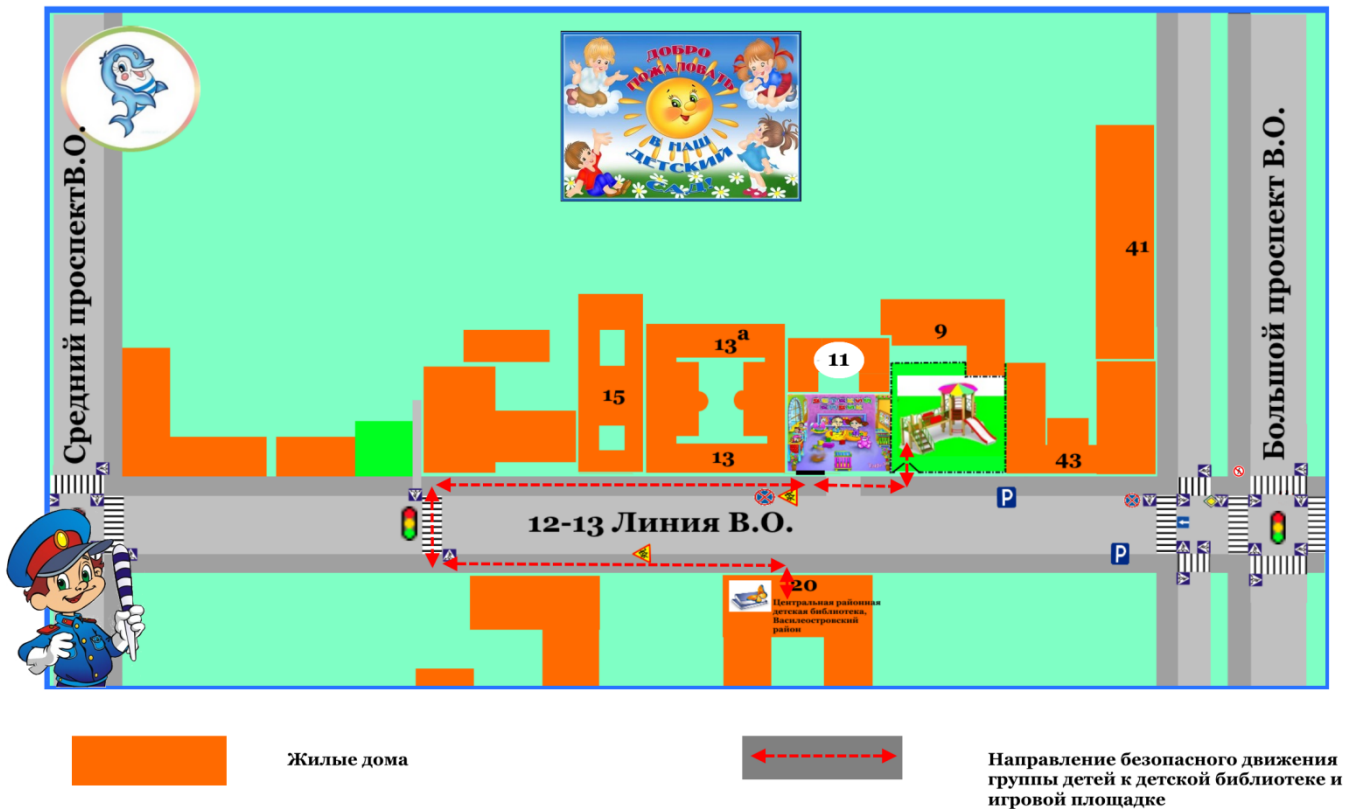 ДОБРО
ПОЖАЛОВАТЬ
В НАШ
ДЕТСКИЙ
САД!
Средний проспектВ.О.
Большой проспект В.О.
41
9
11
13а
15
13
43
12-13 Линия В.О.
P
P
20
Центральная районная
детская библиотека,
Василеостровский
район
Жилые дома
Направление безопасного движения
группы детей к детской библиотеке и
игровой площадке